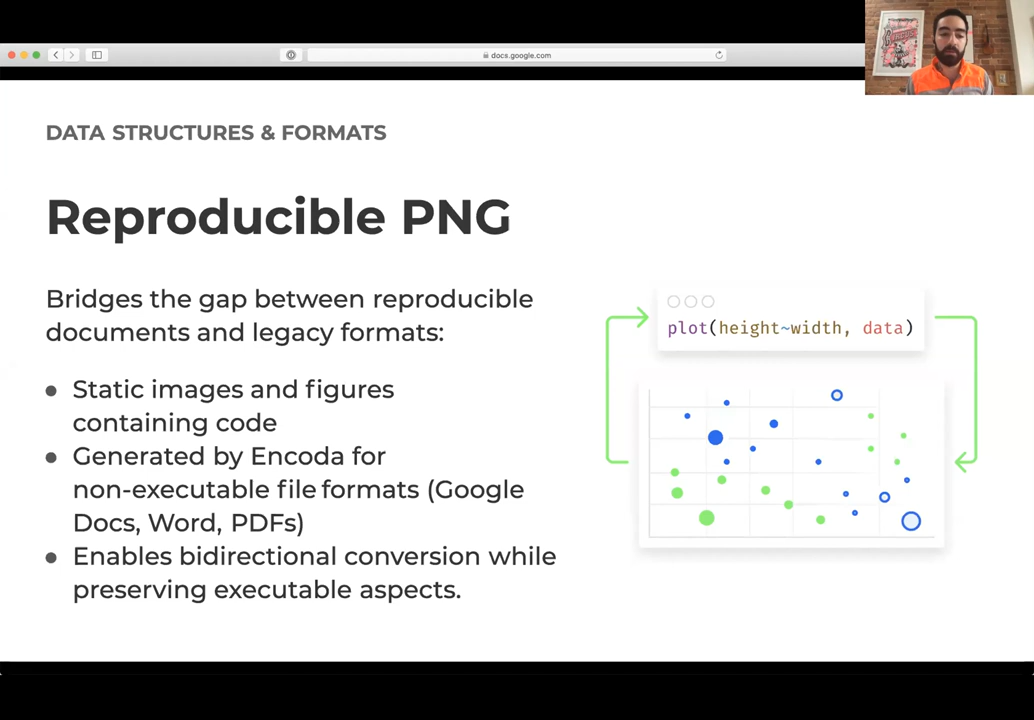 docs.google.com
DATA STRUCTURES & FORMATS
Reproducible PNG
Bridges the gap between reproducible
documents and legacy formats:
● Static images and figures
containing code
● Generated by Encoda for
non-executable file formats (Google
Docs, Word, PDFs)
● Enables bidirectional conversion while
preserving executable aspects.
plot(height~width, data)